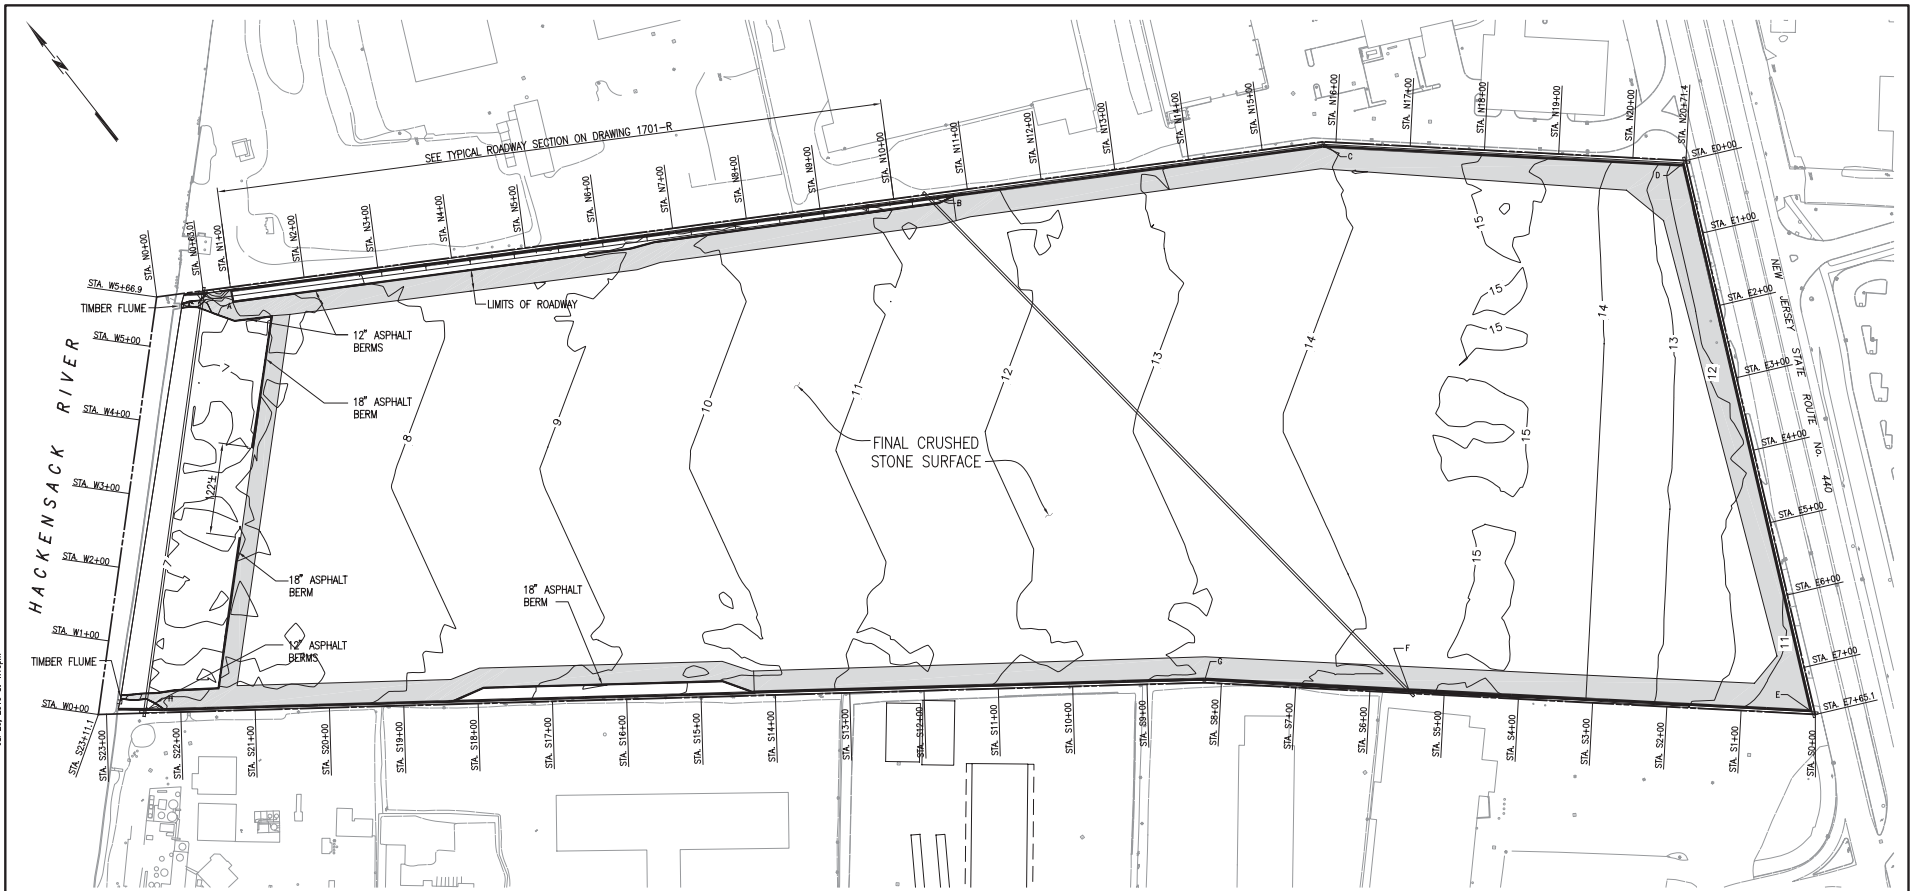 N
SEE TYPICAL ROADWAY SECTION ON DRAWING 1701-R
STA. N0+00
STA. N0+63.01
STA. N1+00
STA. N2+00
STA. N3+00
STA. N4+00
STA. N5+00
STA. N6+00
STA. N7+00
STA. N8+00
STA. N9+00
STA. N10+00
STA. N11+00
STA. N12+00
STA. N13+00
STA. N14+00
STA. N15+00
STA. N16+00
STA. N17+00
STA. N18+00
STA. N19+00
STA. N20+00
STA. N20+71.4
STA. E0+00
STA. E1+00
STA. E2+00
STA. E3+00
STA. E4+00
STA. E5+00
STA. E6+00
STA. E7+00
STA. E7+65.1
NEW JERSEY STATE ROUTE No. 440
STA. W5+66.9
TIMBER FLUME
STA. W5+00
STA. W4+00
STA. W3+00
STA. W2+00
STA. W1+00
TIMBER FLUME
STA. W0+00
HACKENSACK RIVER
A
B
C
D
E
F
G
H
LIMITS OF ROADWAY
12" ASPHALT
BERMS
18" ASPHALT
BERM
122'±
18" ASPHALT
BERM
12" ASPHALT
BERMS
18" ASPHALT
BERM
FINAL CRUSHED
STONE SURFACE
7
7
8
9
10
11
12
13
14
15
15
15
15
15
14
13
12
11
STA. S23+11.1
STA. S23+00
STA. S22+00
STA. S21+00
STA. S20+00
STA. S19+00
STA. S18+00
STA. S17+00
STA. S16+00
STA. S15+00
STA. S14+00
STA. S13+00
STA. S12+00
STA. S11+00
STA. S10+00
STA. S9+00
STA. S8+00
STA. S7+00
STA. S6+00
STA. S5+00
STA. S4+00
STA. S3+00
STA. S2+00
STA. S1+00
STA. S0+00